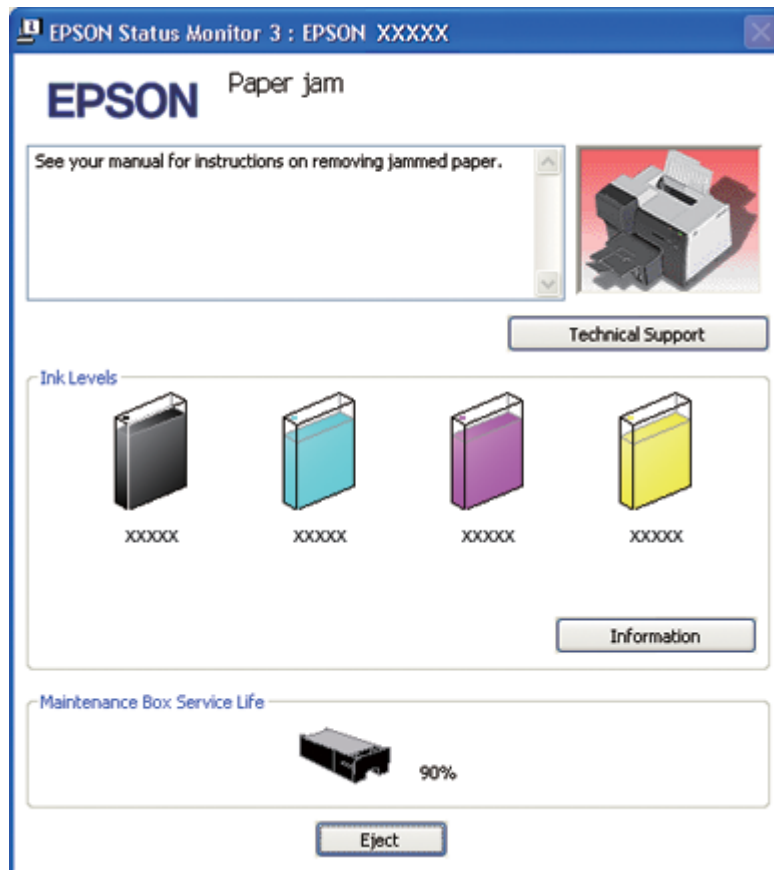 EPSON Status Monitor 3 : EPSON XXXXX
EPSON
Paper jam
See your manual for instructions on removing jammed paper.
Technical Support
Ink Levels
XXXXX XXXXX XXXXX XXXXX
Information
Maintenance Box Service Life
90%
Eject